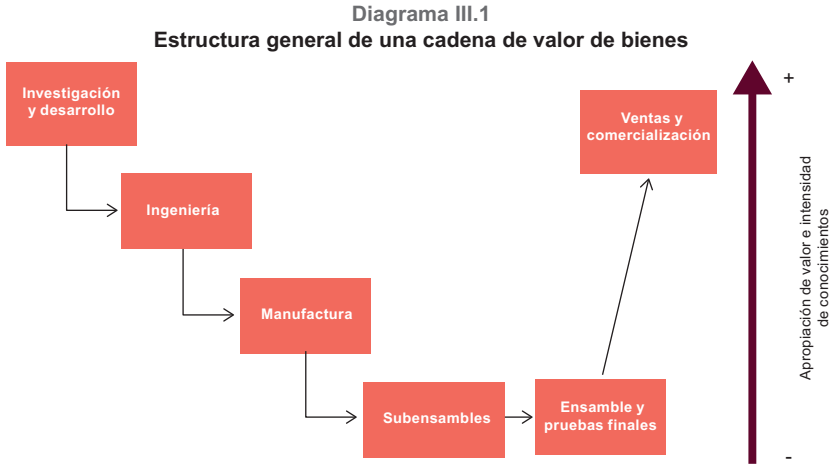 Diagrama III.1
Estructura general de una cadena de valor de bienes
Investigación
y desarrollo
Ingeniería
Manufactura
Subensambles
Ensamble y
pruebas finales
Ventas y
comercialización
+
Apropiación de valor e intensidad
de conocimientos
-